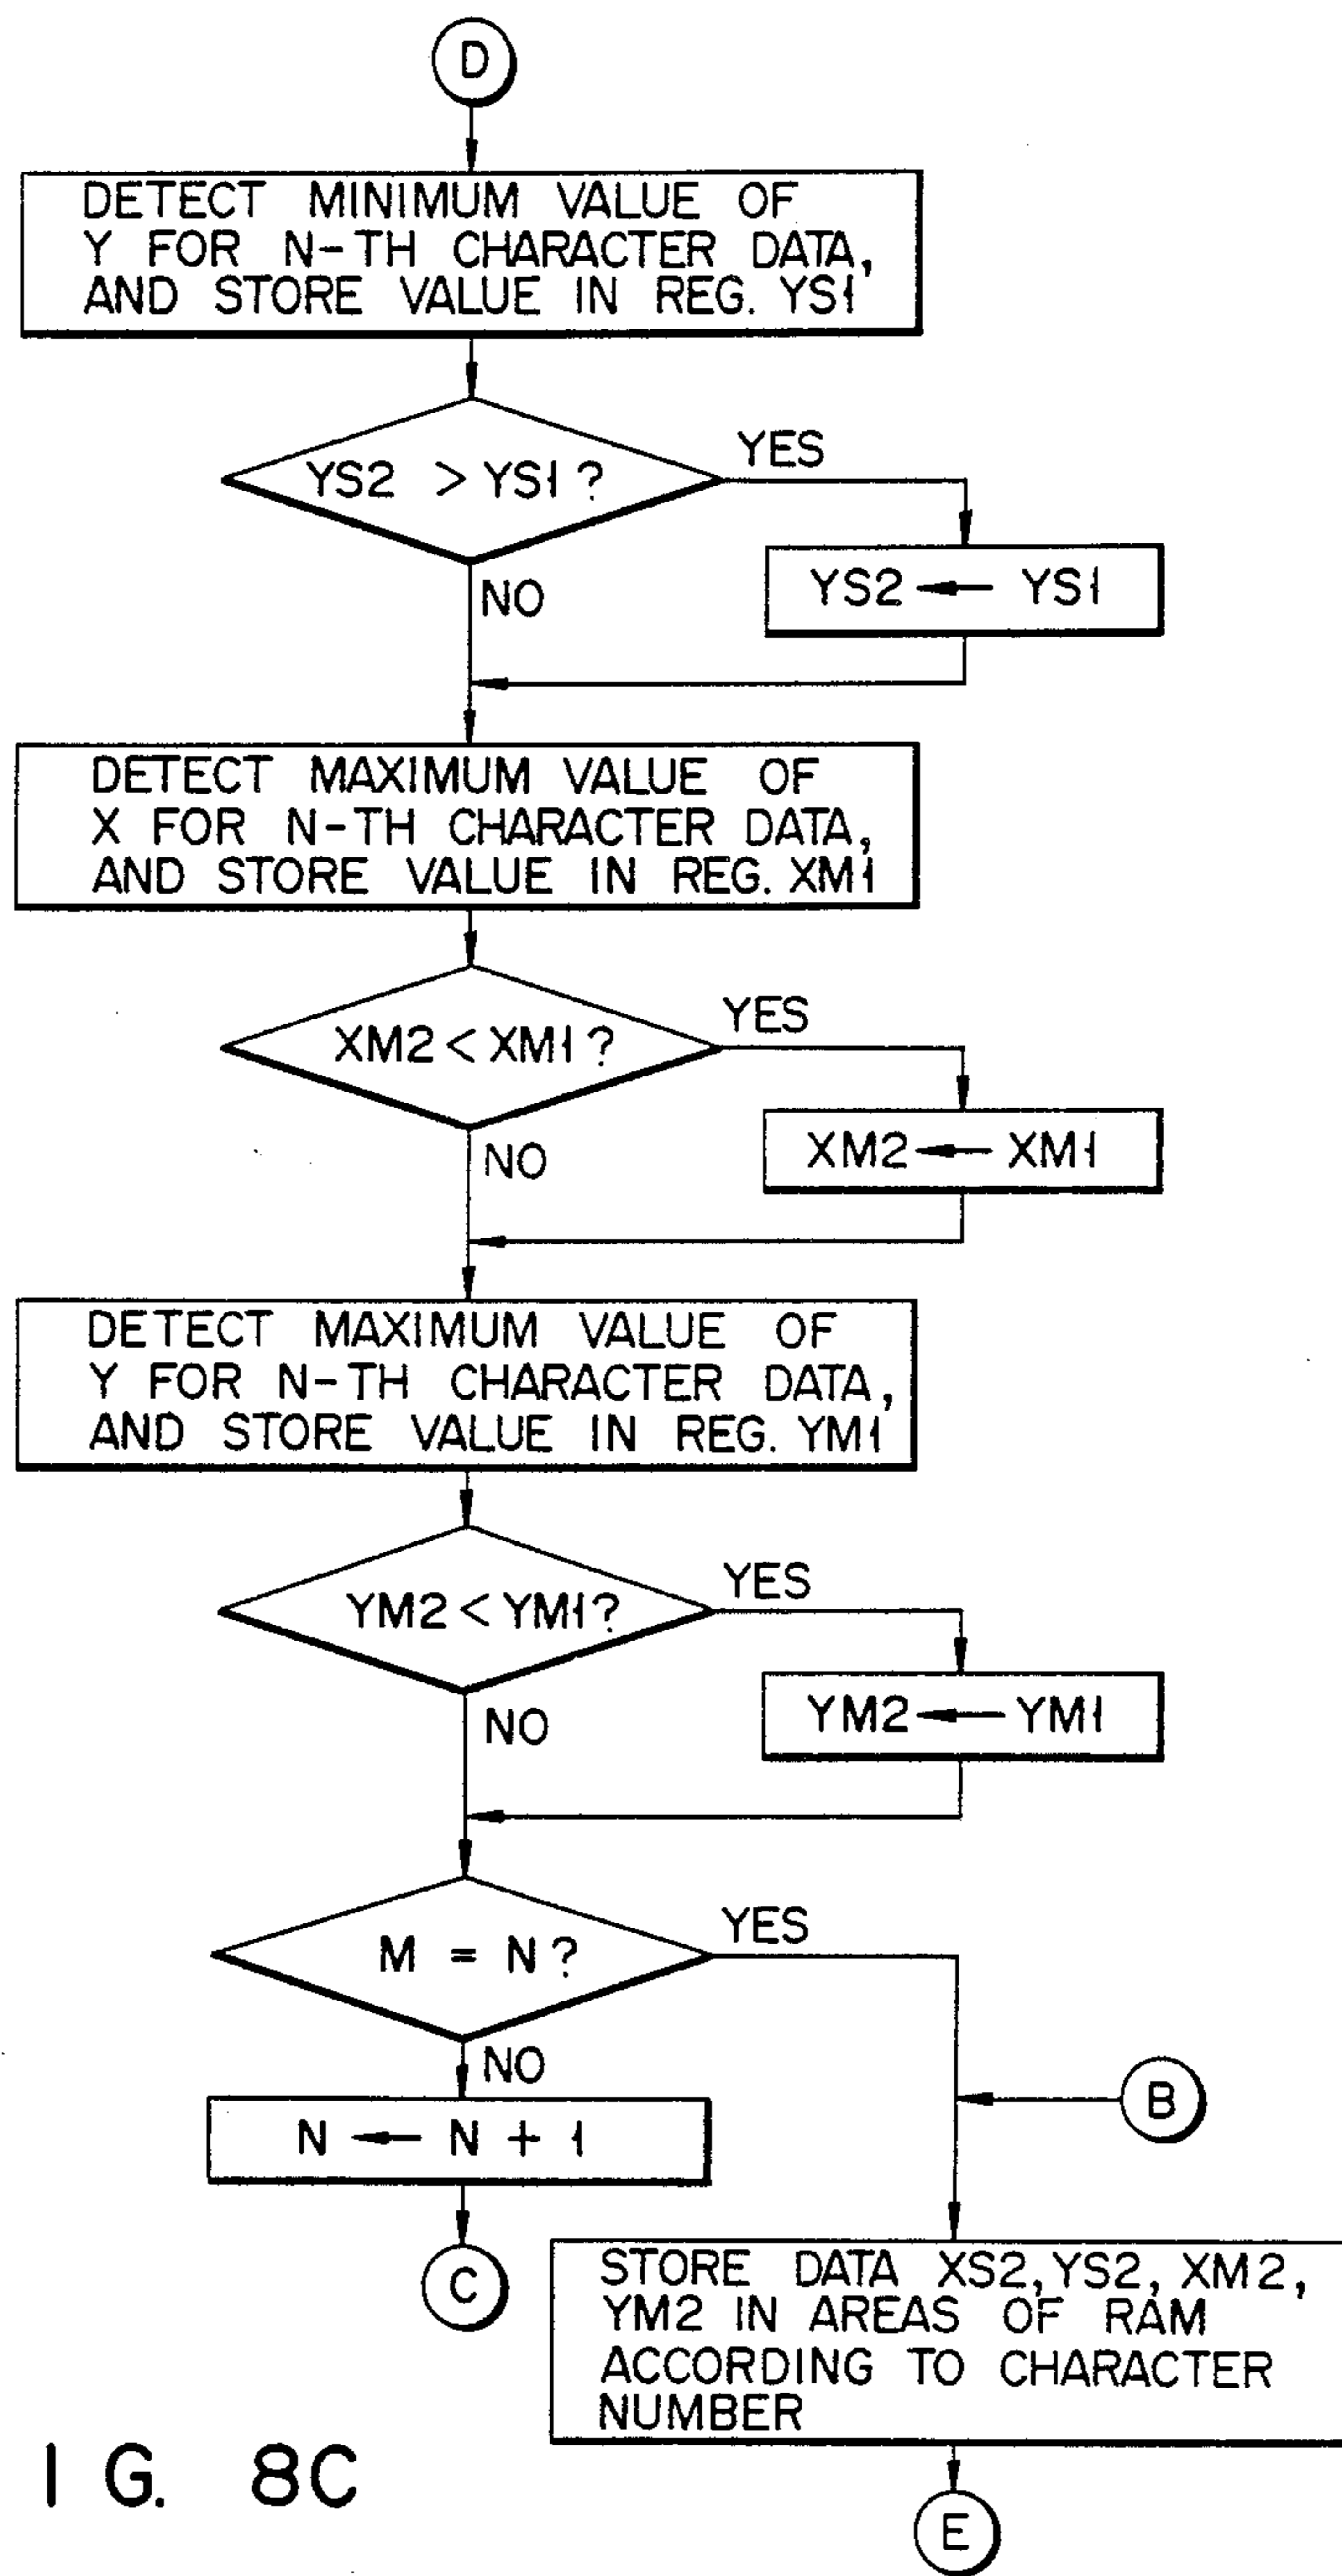 D
DETECT MINIMUM VALUE OF
Y FOR N-TH CHARACTER DATA,
AND STORE VALUE IN REG. YS1
YS2 > YS1?
YES
YS2 ← YS1
NO
DETECT MAXIMUM VALUE OF
X FOR N-TH CHARACTER DATA,
AND STORE VALUE IN REG. XM1
XM2 < XM1?
YES
XM2 ← XM1
NO
DETECT MAXIMUM VALUE OF
Y FOR N-TH CHARACTER DATA,
AND STORE VALUE IN REG. YM1
YM2 < YM1?
YES
YM2 ← YM1
NO
M = N?
YES
NO
B
N ← N + 1
C
STORE DATA XS2, YS2, XM2,
YM2 IN AREAS OF RAM
ACCORDING TO CHARACTER
NUMBER
I G. 8C
E